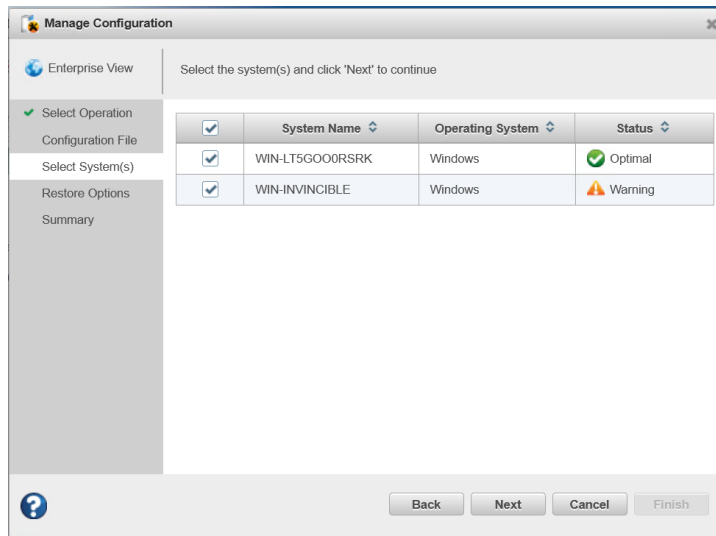 Manage Configuration
Enterprise View
Select the system(s) and click 'Next' to continue
Select Operation
Configuration File
Select System(s)
Restore Options
Summary
System Name Operating System Status
WIN-LT5GOO0RSRK Windows Optimal
WIN-INVINCIBLE Windows Warning
? Back Next Cancel Finish